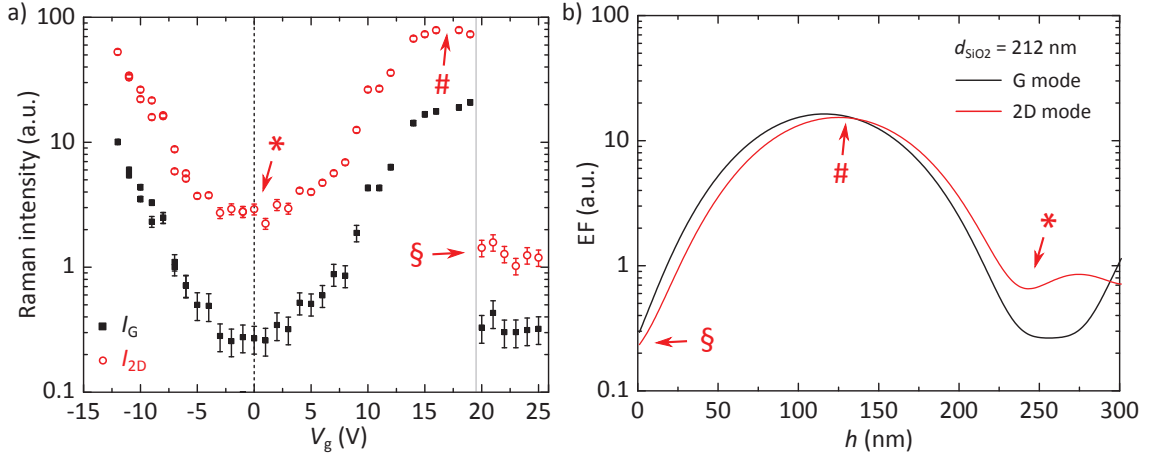 a)
Raman intensity (a.u.)
100
10
1
0.1
*
#
§
I_G
I_2D
-15 -10 -5 0 5 10 15 20 25
V_g (V)
b)
EF (a.u.)
100
10
1
0.1
d_SiO2 = 212 nm
G mode
2D mode
#
*
§
0 50 100 150 200 250 300
h (nm)